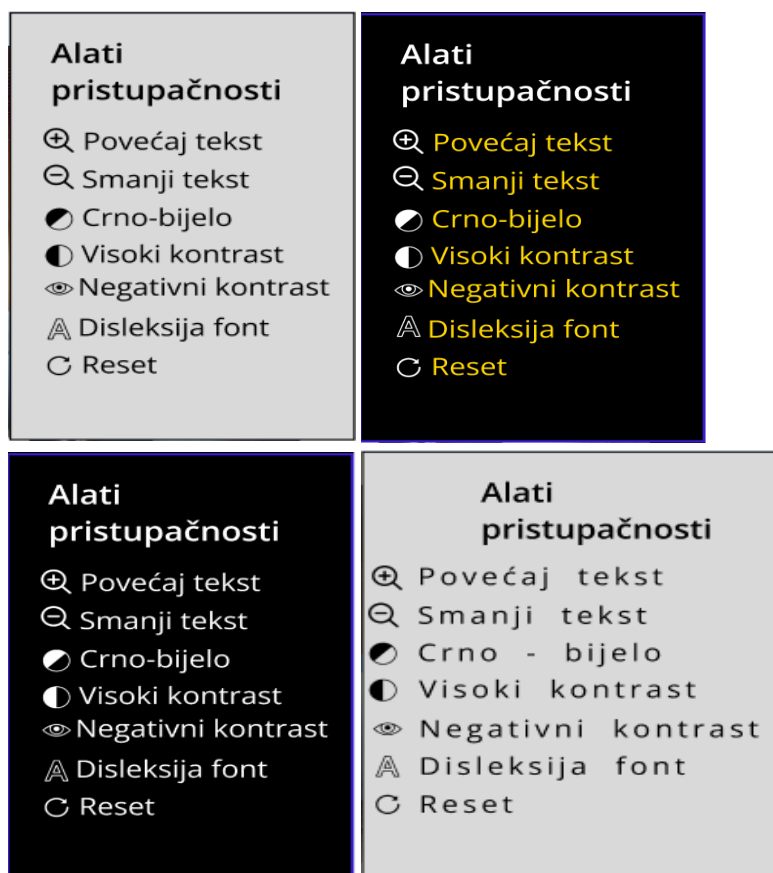 Alati
pristupačnosti
Povećaj tekst
Smanji tekst
Crno-bijelo
Visoki kontrast
Negativni kontrast
Disleksija font
Reset
Alati
pristupačnosti
Povećaj tekst
Smanji tekst
Crno-bijelo
Visoki kontrast
Negativni kontrast
Disleksija font
Reset
Alati
pristupačnosti
Povećaj tekst
Smanji tekst
Crno-bijelo
Visoki kontrast
Negativni kontrast
Disleksija font
Reset
Alati
pristupačnosti
Povećaj tekst
Smanji tekst
Crno - bijelo
Visoki kontrast
Negativni kontrast
Disleksija font
Reset